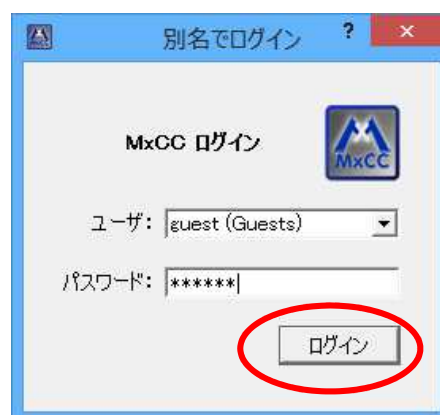 別名でログイン ? ×
MxCC ログイン
MxCC
ユーザ: guest (Guests)
パスワード: ******
ログイン